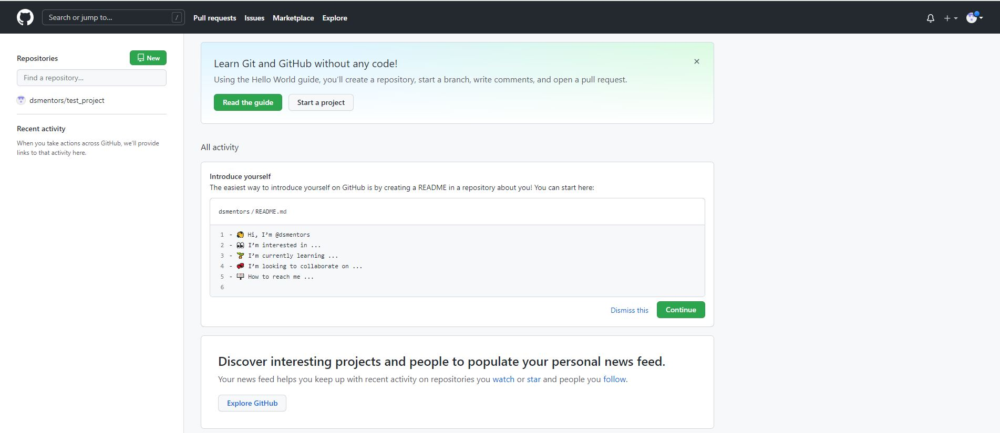 Search or jump to... /
Pull requests
Issues
Marketplace
Explore
Repositories
New
Find a repository...
dsmentors/test_project
Recent activity
When you take actions across GitHub, we’ll provide
links to that activity here.
Learn Git and GitHub without any code!
Using the Hello World guide, you’ll create a repository, start a branch, write comments, and open a pull request.
Read the guide
Start a project
All activity
Introduce yourself
The easiest way to introduce yourself on GitHub is by creating a README in a repository about you! You can start here:
dsmentors / README.md
1 - 👋 Hi, I’m @dsmentors
2 - 👀 I’m interested in ...
3 - 🌱 I’m currently learning ...
4 - 💞️ I’m looking to collaborate on ...
5 - 📫 How to reach me ...
6
Dismiss this
Continue
Discover interesting projects and people to populate your personal news feed.
Your news feed helps you keep up with recent activity on repositories you watch or star and people you follow.
Explore GitHub